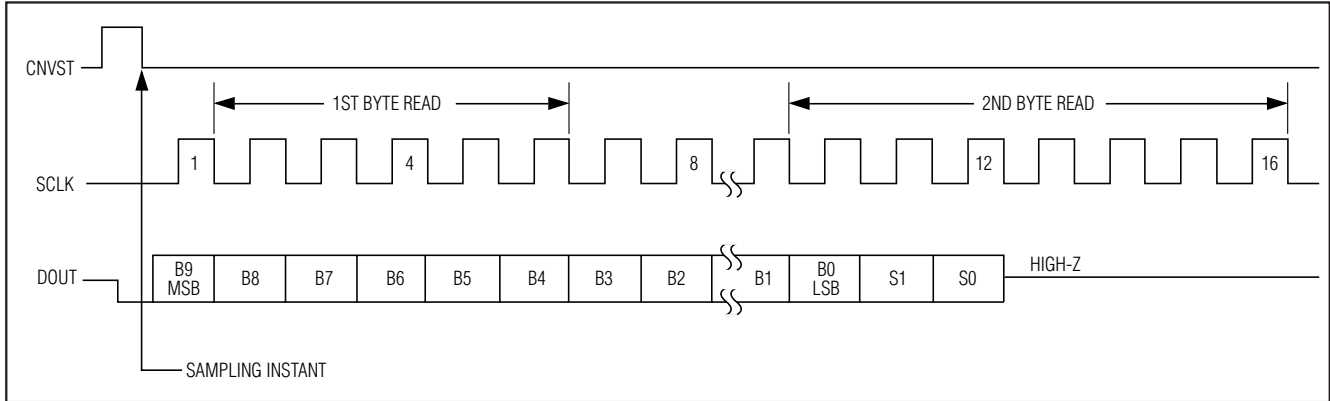 CNVST
1ST BYTE READ
2ND BYTE READ
1
4
8
12
16
SCLK
DOUT
B9
MSB
B8
B7
B6
B5
B4
B3
B2
B1
B0
LSB
S1
S0
HIGH-Z
SAMPLING INSTANT